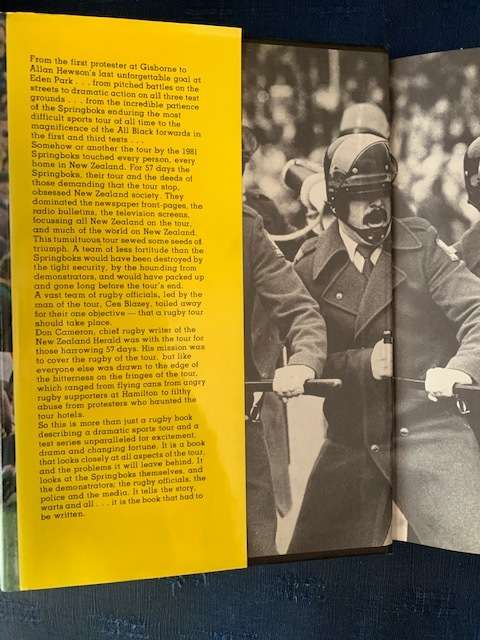 From the first protester at Gisborne to
Allan Hewson's last unforgettable goal at
Eden Park . . . from pitched battles on the
streets to dramatic action on all three test
grounds . . . from the incredible patience
of the Springboks enduring the most
difficult sports tour of all time to the
magnificence of the All Black forwards in
the first and third tests . . .
Somehow or another the tour by the 1981
Springboks touched every person, every
home in New Zealand. For 57 days the
Springboks, their tour and the deeds of
those demanding that the tour stop,
obsessed New Zealand society. They
dominated the newspaper front-pages, the
radio bulletins, the television screens,
focussing all New Zealand on the tour,
and much of the world on New Zealand.
This tumultuous tour sewed some seeds of
triumph. A team of less fortitude than the
Springboks would have been destroyed by
the tight security, by the hounding from
demonstrators, and would have packed up
and gone long before the tour's end.
A vast team of rugby officials, led by the
man of the tour, Ces Blazey, toiled away
for their one objective — that a rugby tour
should take place.
Don Cameron, chief rugby writer of the
New Zealand Herald was with the tour for
those harrowing 57 days. His mission was
to cover the rugby of the tour, but like
everyone else was drawn to the edge of
the bitterness on the fringes of the tour,
which ranged from flying cans from angry
rugby supporters at Hamilton to filthy
abuse from protesters who haunted the
tour hotels.
So this is more than just a rugby book
describing a dramatic sports tour and a
test series unparalleled for excitement,
drama and changing fortune. It is a book
that looks closely at all aspects of the tour,
and the problems it will leave behind. It
looks at the Springboks themselves, and
the demonstrators; the rugby officials, the
police and the media. It tells the story,
warts and all . . . it is the book that had to
be written.